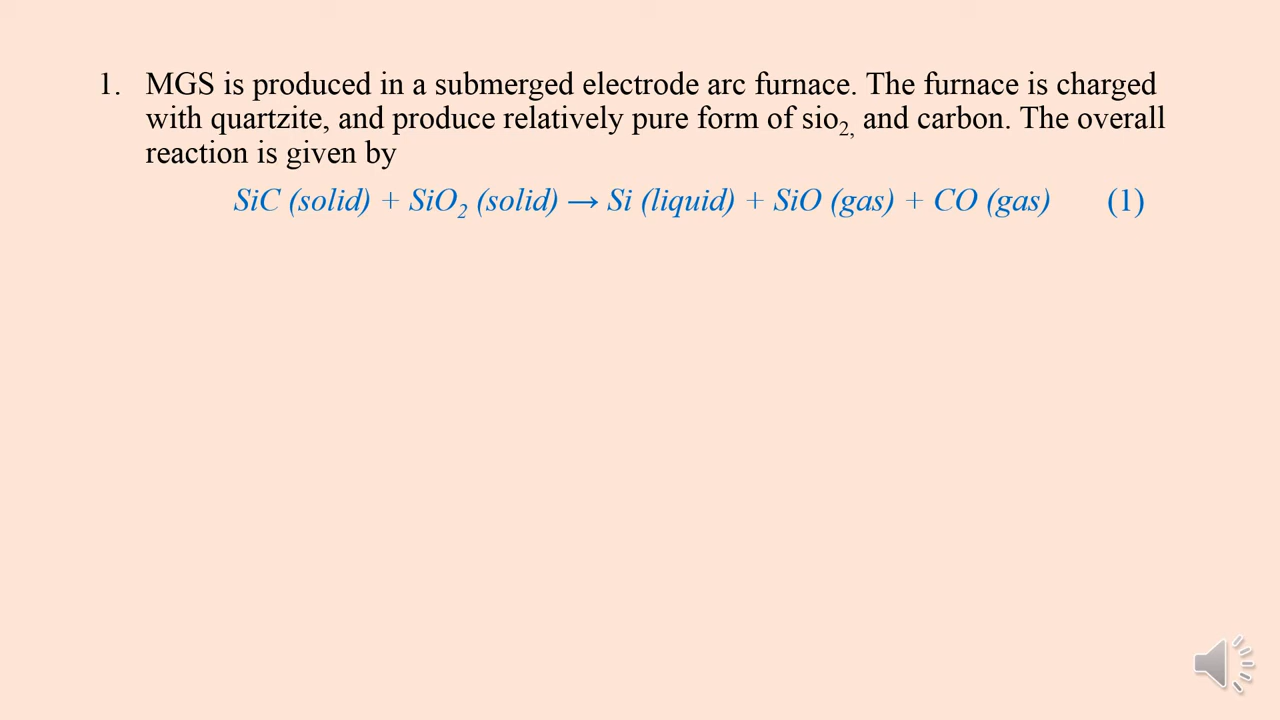 1. MGS is produced in a submerged electrode arc furnace. The furnace is charged
with quartzite, and produce relatively pure form of sio₂, and carbon. The overall
reaction is given by
SiC (solid) + SiO₂ (solid) → Si (liquid) + SiO (gas) + CO (gas) (1)